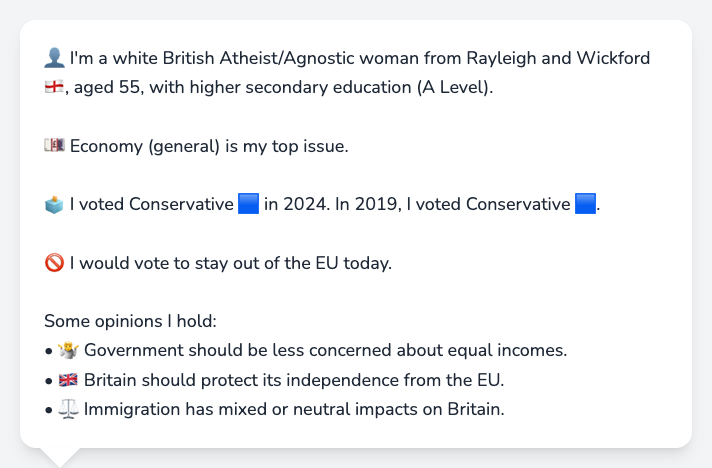 👤 I'm a white British Atheist/Agnostic woman from Rayleigh and Wickford
🏴󠁧󠁢󠁥󠁮󠁧󠁿, aged 55, with higher secondary education (A Level).
💷 Economy (general) is my top issue.
🗳️ I voted Conservative 🟦 in 2024. In 2019, I voted Conservative 🟦.
🚫 I would vote to stay out of the EU today.
Some opinions I hold:
• 🤷 Government should be less concerned about equal incomes.
• 🇬🇧 Britain should protect its independence from the EU.
• ⚖️ Immigration has mixed or neutral impacts on Britain.